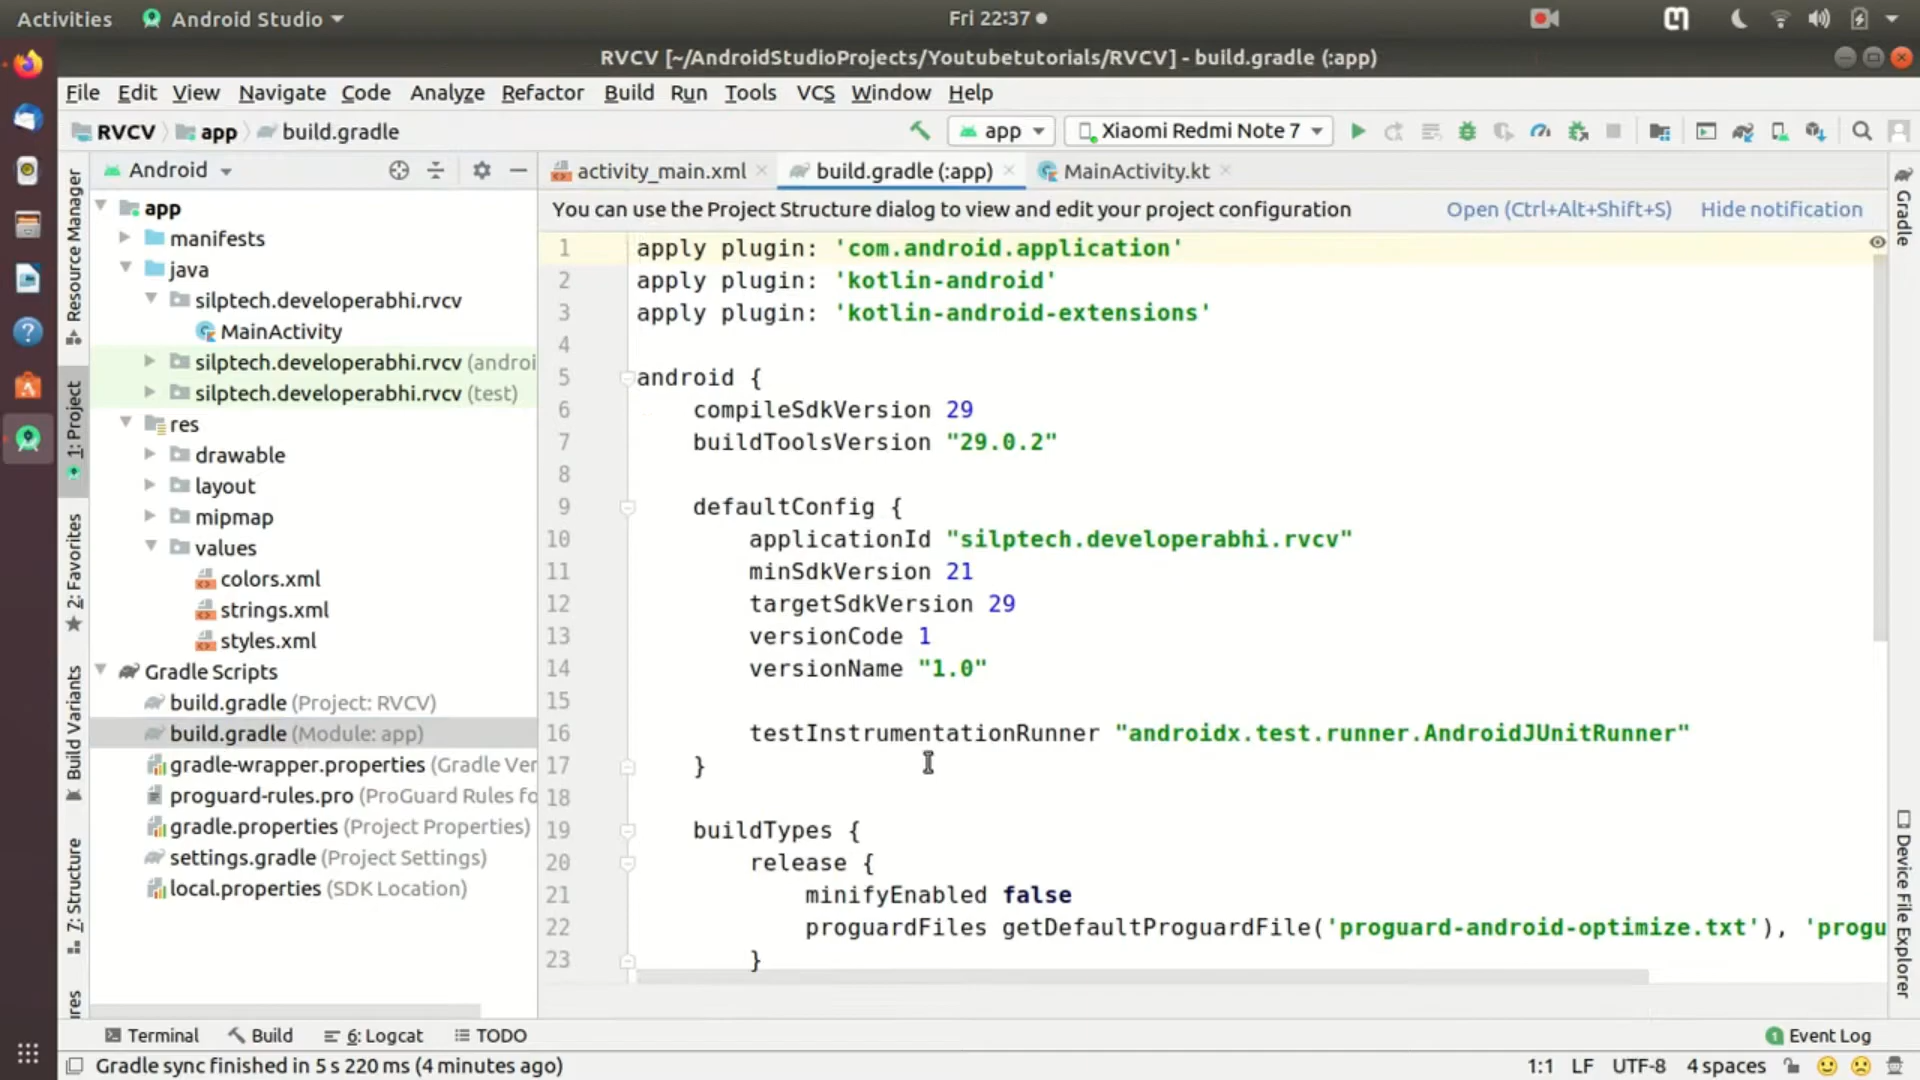 Activities
Android Studio
Fri 22:37
RVCV [~/AndroidStudioProjects/Youtubetutorials/RVCV] - build.gradle (:app)
File Edit View Navigate Code Analyze Refactor Build Run Tools VCS Window Help
RVCV app build.gradle
app
Xiaomi Redmi Note 7
Android
activity_main.xml
build.gradle (:app)
MainActivity.kt
You can use the Project Structure dialog to view and edit your project configuration
Open (Ctrl+Alt+Shift+S)
Hide notification
Resource Manager
1: Project
2: Favorites
Build Variants
7: Structure
app
manifests
java
silptech.developerabhi.rvcv
MainActivity
silptech.developerabhi.rvcv (androi
silptech.developerabhi.rvcv (test)
res
drawable
layout
mipmap
values
colors.xml
strings.xml
styles.xml
Gradle Scripts
build.gradle (Project: RVCV)
build.gradle (Module: app)
gradle-wrapper.properties (Gradle Ver
proguard-rules.pro (ProGuard Rules fo
gradle.properties (Project Properties)
settings.gradle (Project Settings)
local.properties (SDK Location)
1 apply plugin: 'com.android.application'
2 apply plugin: 'kotlin-android'
3 apply plugin: 'kotlin-android-extensions'
4
5 android {
6 compileSdkVersion 29
7 buildToolsVersion "29.0.2"
8
9 defaultConfig {
10 applicationId "silptech.developerabhi.rvcv"
11 minSdkVersion 21
12 targetSdkVersion 29
13 versionCode 1
14 versionName "1.0"
15
16 testInstrumentationRunner "androidx.test.runner.AndroidJUnitRunner"
17 }
18
19 buildTypes {
20 release {
21 minifyEnabled false
22 proguardFiles getDefaultProguardFile('proguard-android-optimize.txt'), 'progu
23 }
Gradle
Device File Explorer
Terminal
Build
6: Logcat
TODO
1 Event Log
Gradle sync finished in 5 s 220 ms (4 minutes ago)
1:1 LF UTF-8 4 spaces